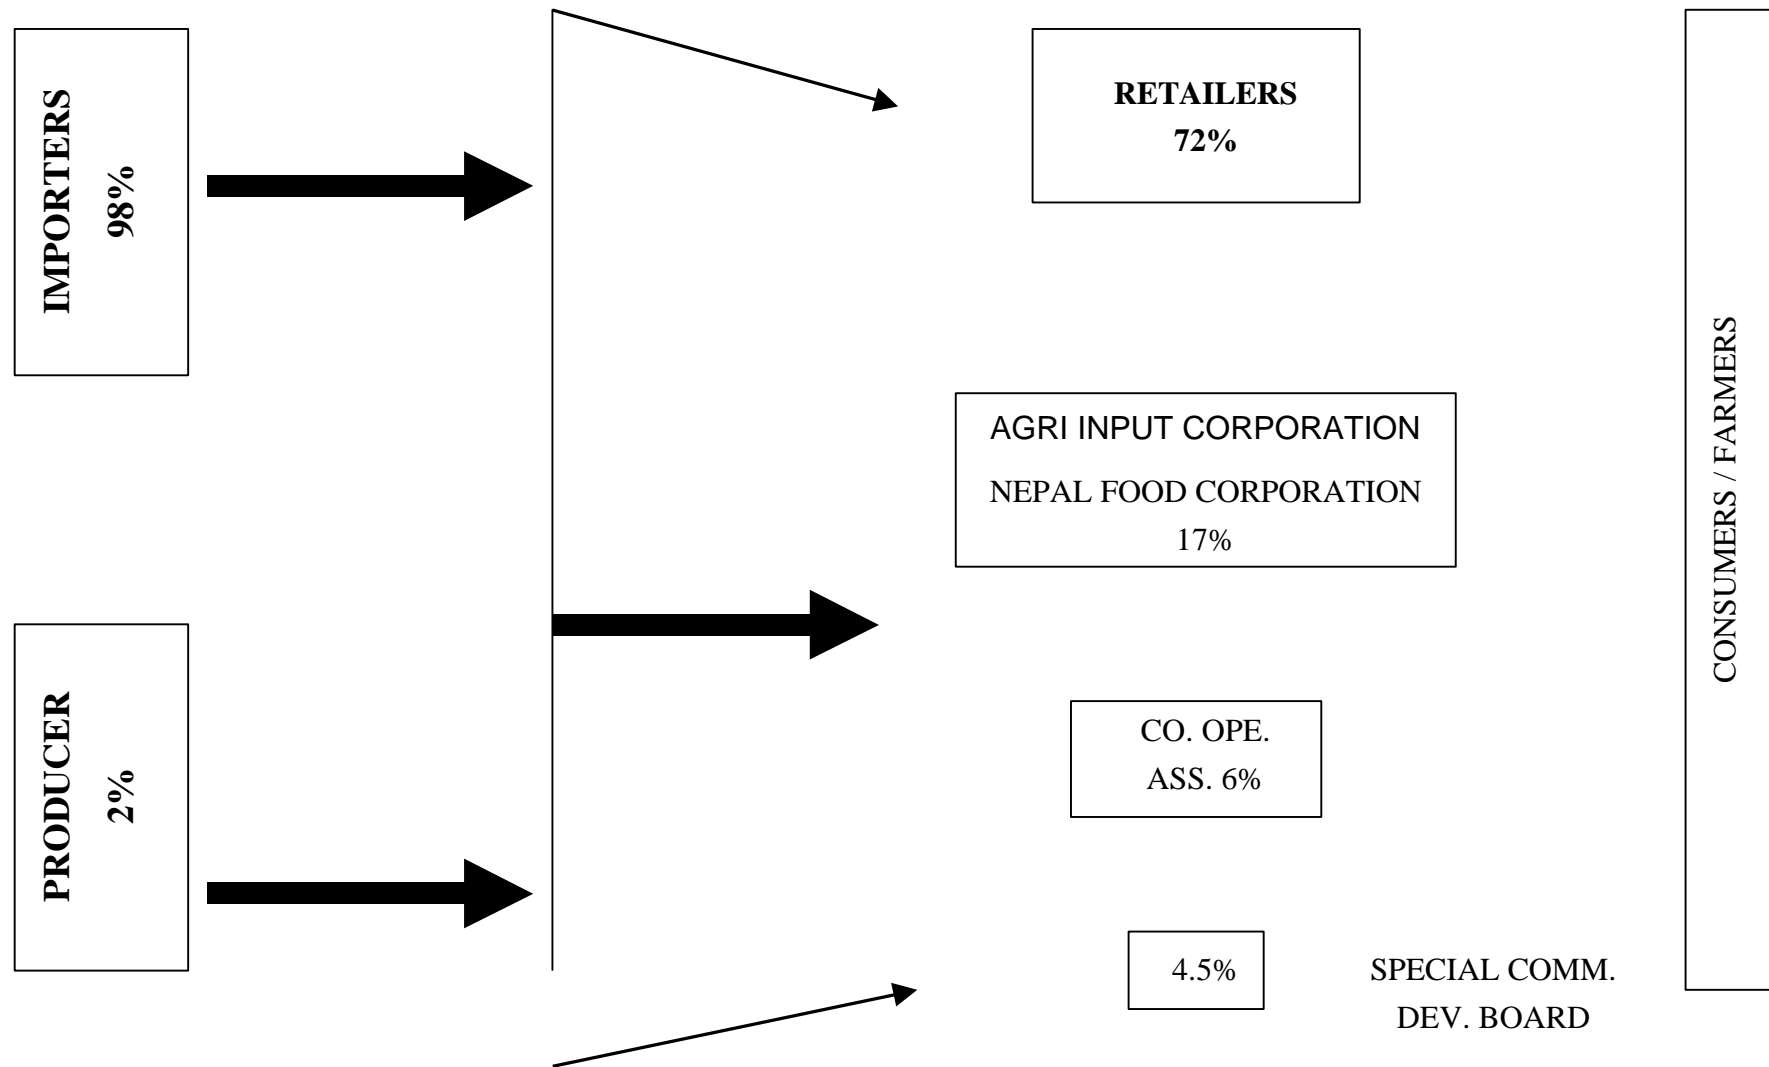 IMPORTERS
98%
PRODUCER
2%
RETAILERS
72%
AGRI INPUT CORPORATION
NEPAL FOOD CORPORATION
17%
CO. OPE.
ASS. 6%
4.5%
SPECIAL COMM.
DEV. BOARD
CONSUMERS / FARMERS